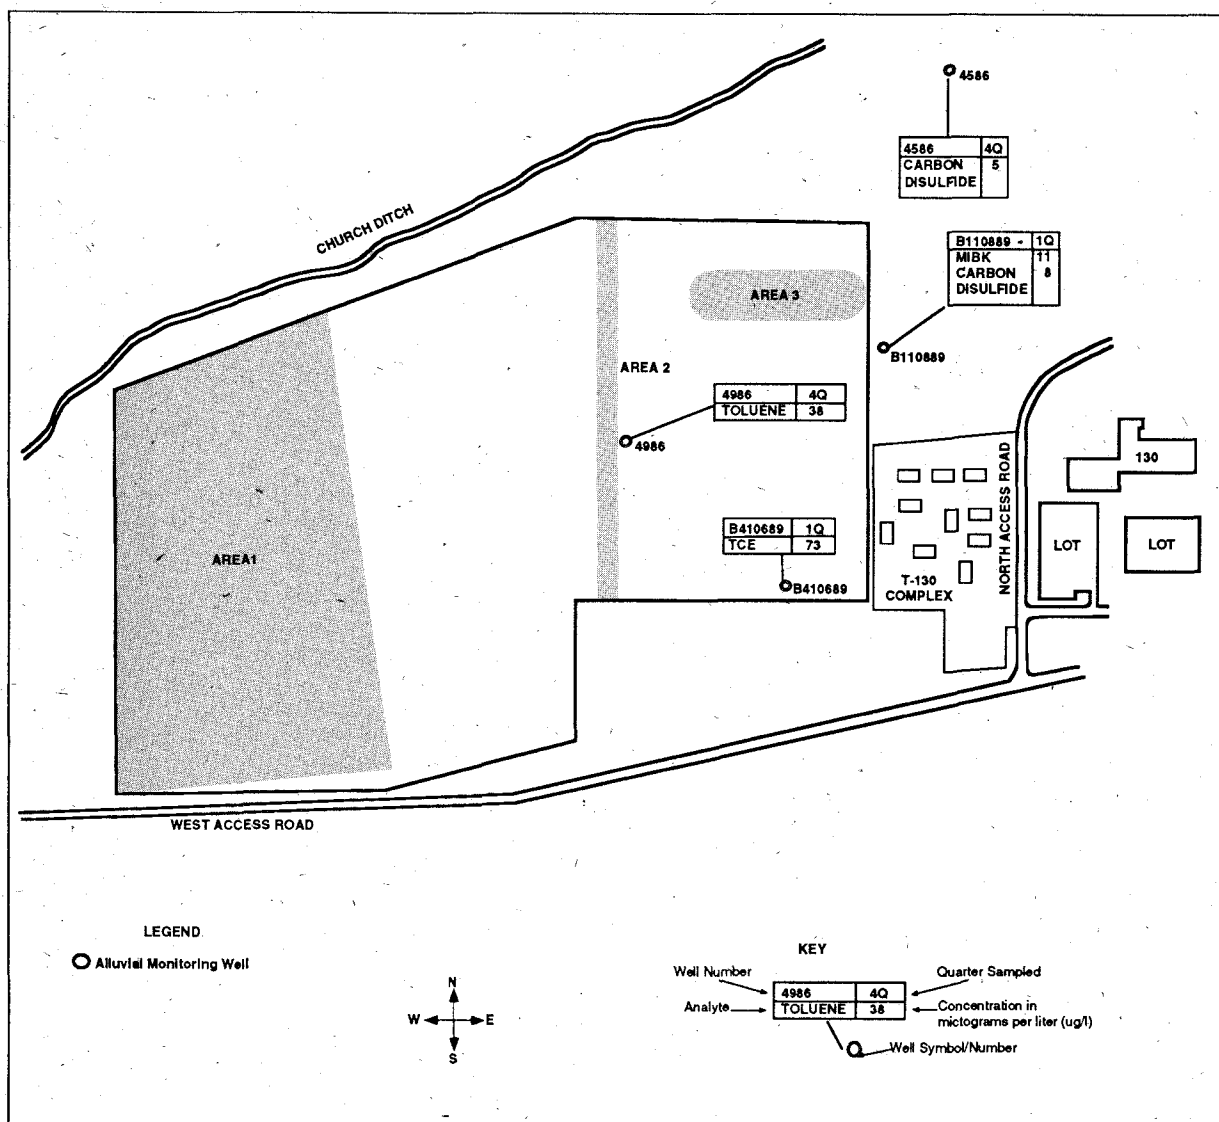 4586
4586 4Q
CARBON 5
DISULFIDE
CHURCH DITCH
B110889 - 1Q
MIBK 11
CARBON 8
DISULFIDE
AREA 3
B110889
AREA 2
4986 4Q
TOLUENE 38
4986
NORTH ACCESS ROAD
130
B410689 1Q
TCE 73
LOT
LOT
AREA1
B410689
T-130
COMPLEX
WEST ACCESS ROAD
LEGEND
Alluvial Monitoring Well
N
W E
S
KEY
Well Number
Quarter Sampled
4986 4Q
Analyte
TOLUENE 38
Concentration in
mictograms per liter (ug/l)
Well Symbol/Number